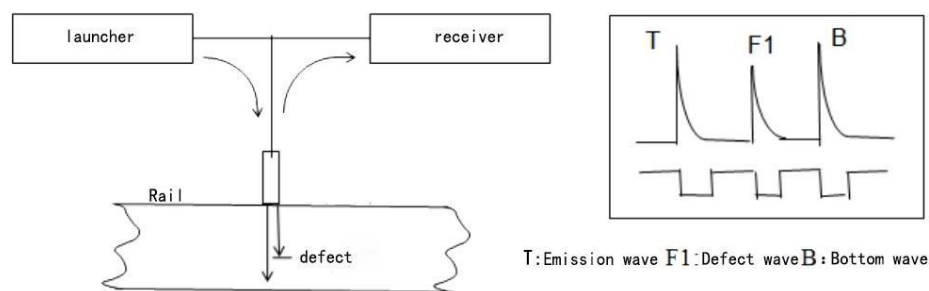 launcher
receiver
Rail
defect
T
F1
B
T:Emission wave F1:Defect wave B:Bottom wave